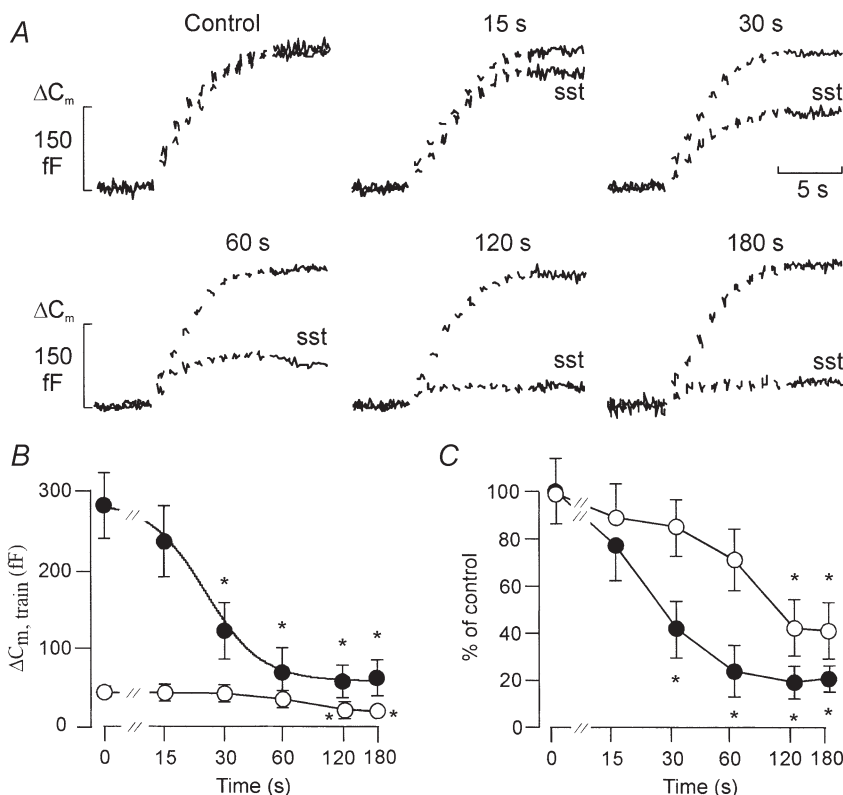 A
Control
15 s
30 s
ΔCm
150
fF
sst
sst
5 s
60 s
120 s
180 s
ΔCm
150
fF
sst
sst
sst
B
C
300
200
100
0
ΔCm, train (fF)
* * * *
* *
0 15 30 60 120 180
Time (s)
100
80
60
40
20
0
% of control
* *
* * * *
0 15 30 60 120 180
Time (s)